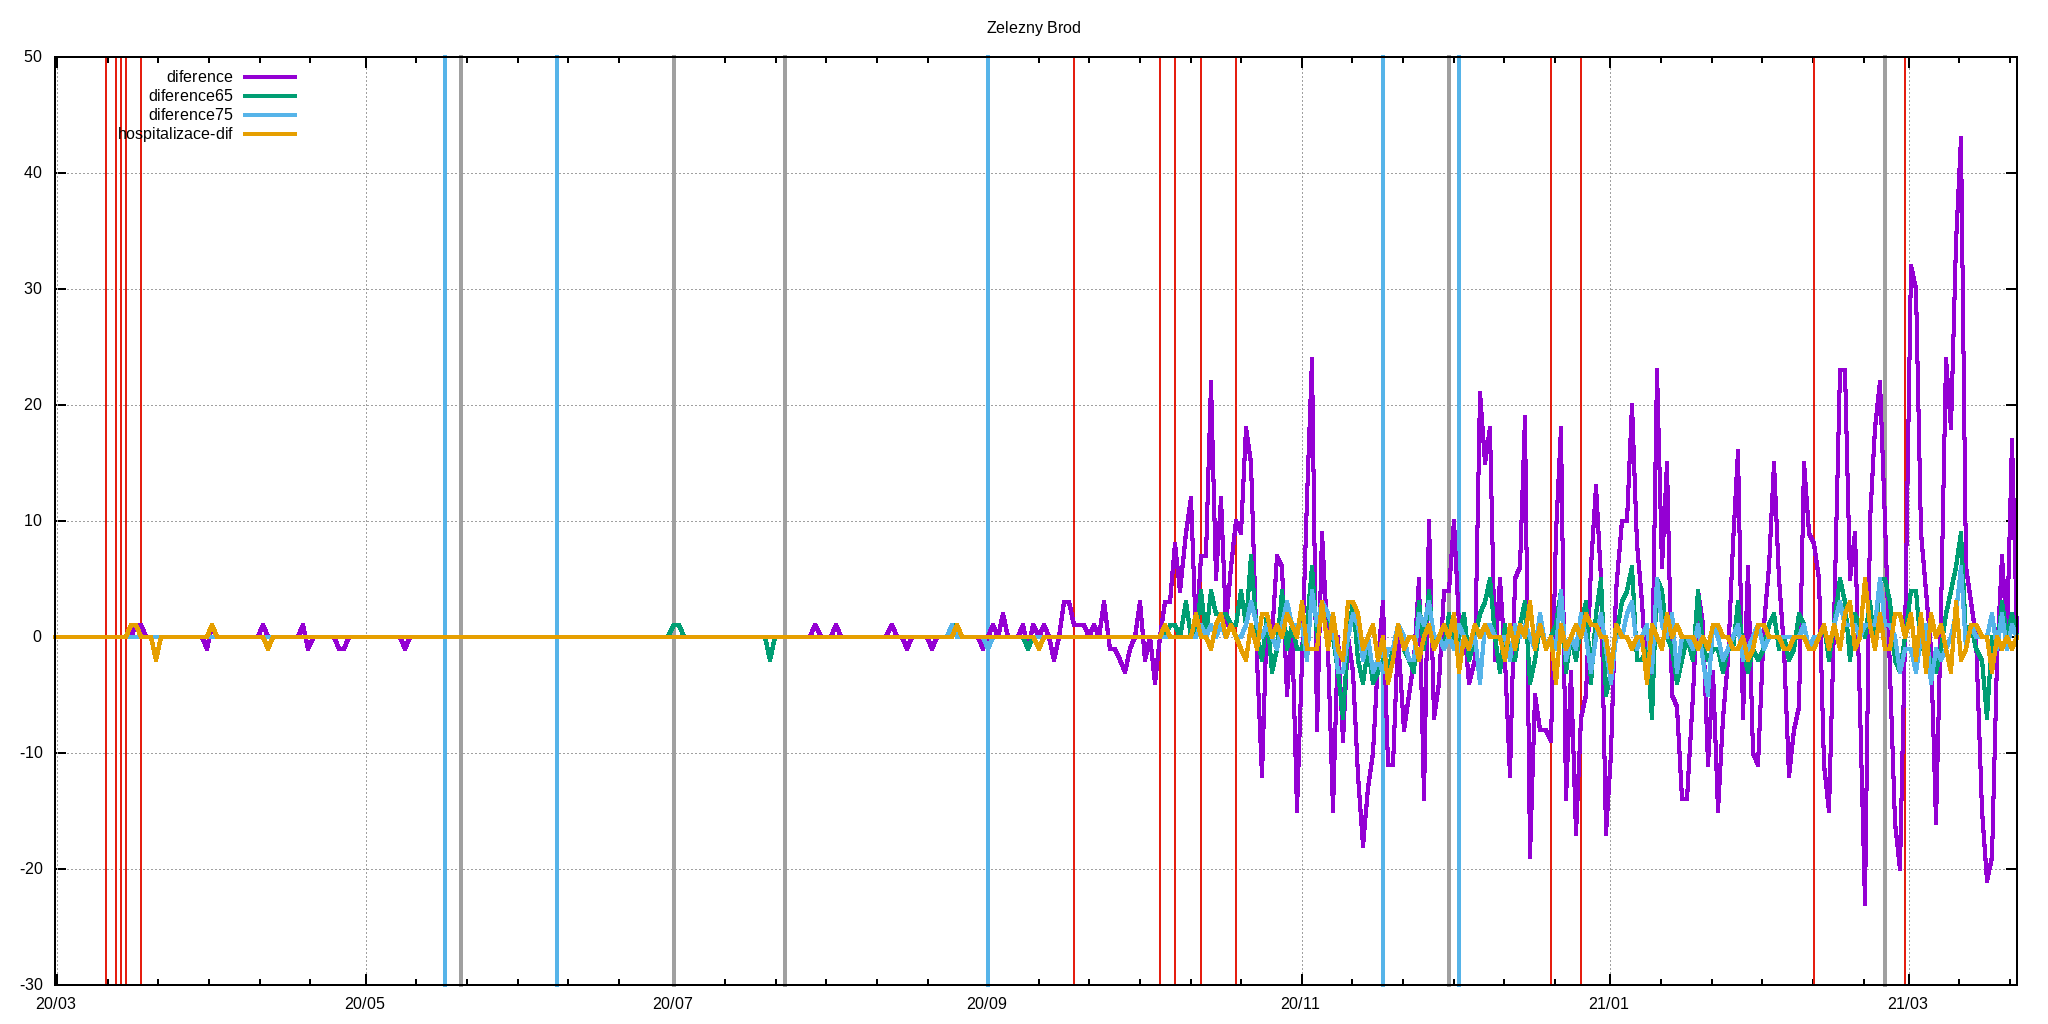 Zelezny Brod
50
40
30
20
10
0
-10
-20
-30
diference
diference65
diference75
hospitalizace-dif
20/03 20/05 20/07 20/09 20/11 21/01 21/03